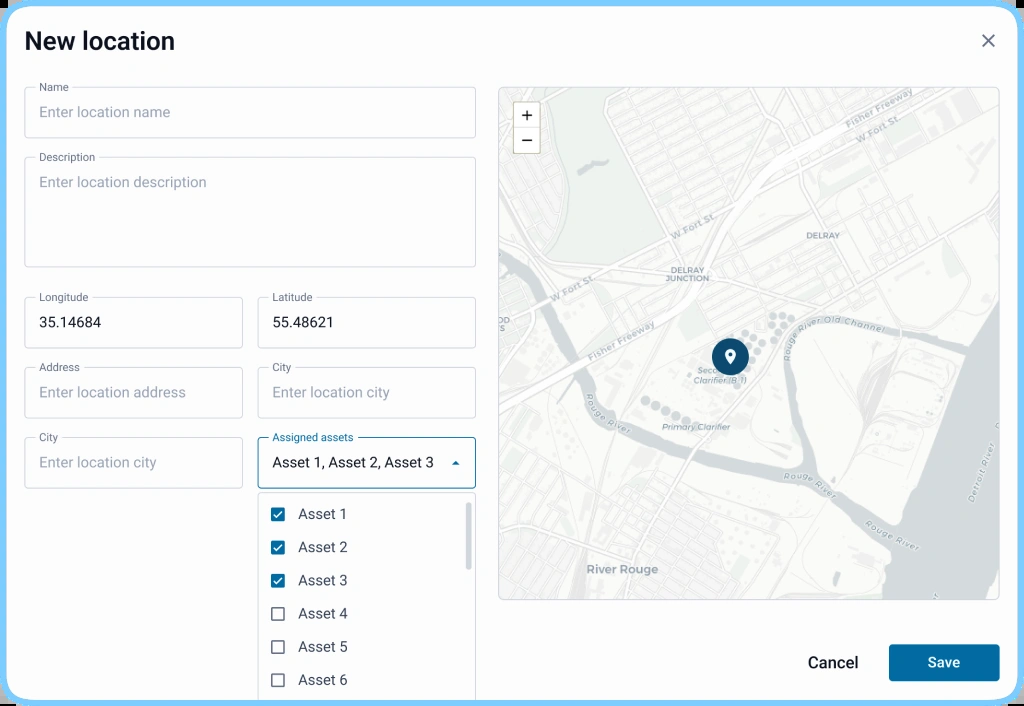 New location
Name
Enter location name
Description
Enter location description
Longitude
35.14684
Latitude
55.48621
Address
Enter location address
City
Enter location city
City
Enter location city
Assigned assets
Asset 1, Asset 2, Asset 3
Asset 1
Asset 2
Asset 3
Asset 4
Asset 5
Asset 6
+
−
Fisher Freeway
W Fort St
W Fort St
DELRAY
DELRAY
JUNCTION
W Fort St
Fisher Freeway
Rouge River Old Channel
Clarifier (8, 1)
Primary Clarifier
Rouge River
Rouge River
Rouge River
Detroit River
River Rouge
Cancel
Save